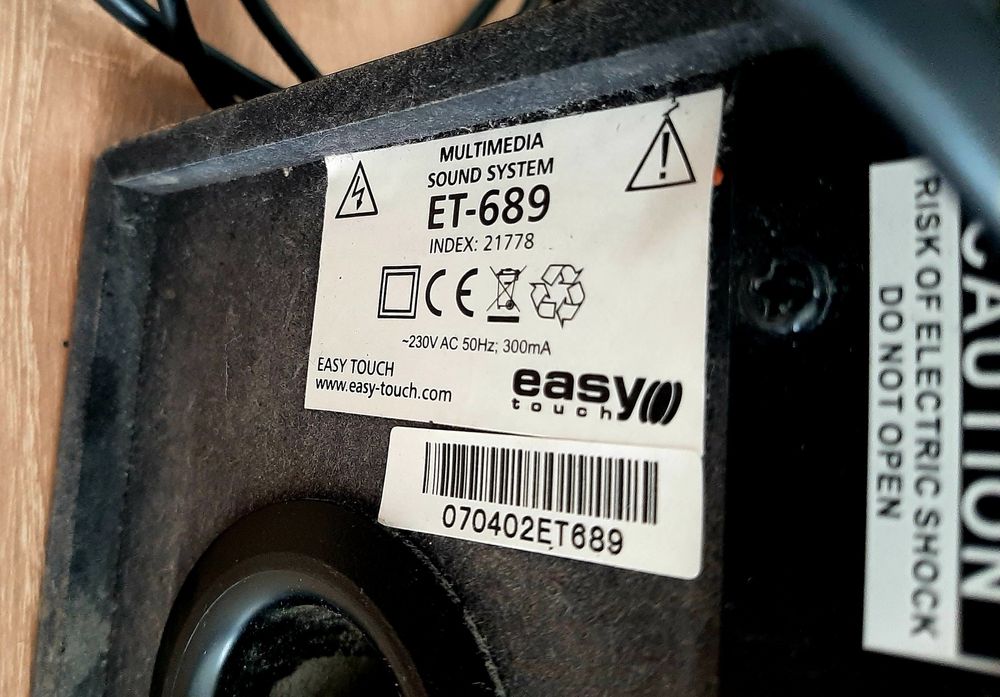 MULTIMEDIA
SOUND SYSTEM
ET-689
INDEX: 21778
CE
~230V AC 50Hz; 300mA
EASY TOUCH
www.easy-touch.com
easy
touch
070402ET689
CAUTION
RISK OF ELECTRIC SHOCK
DO NOT OPEN